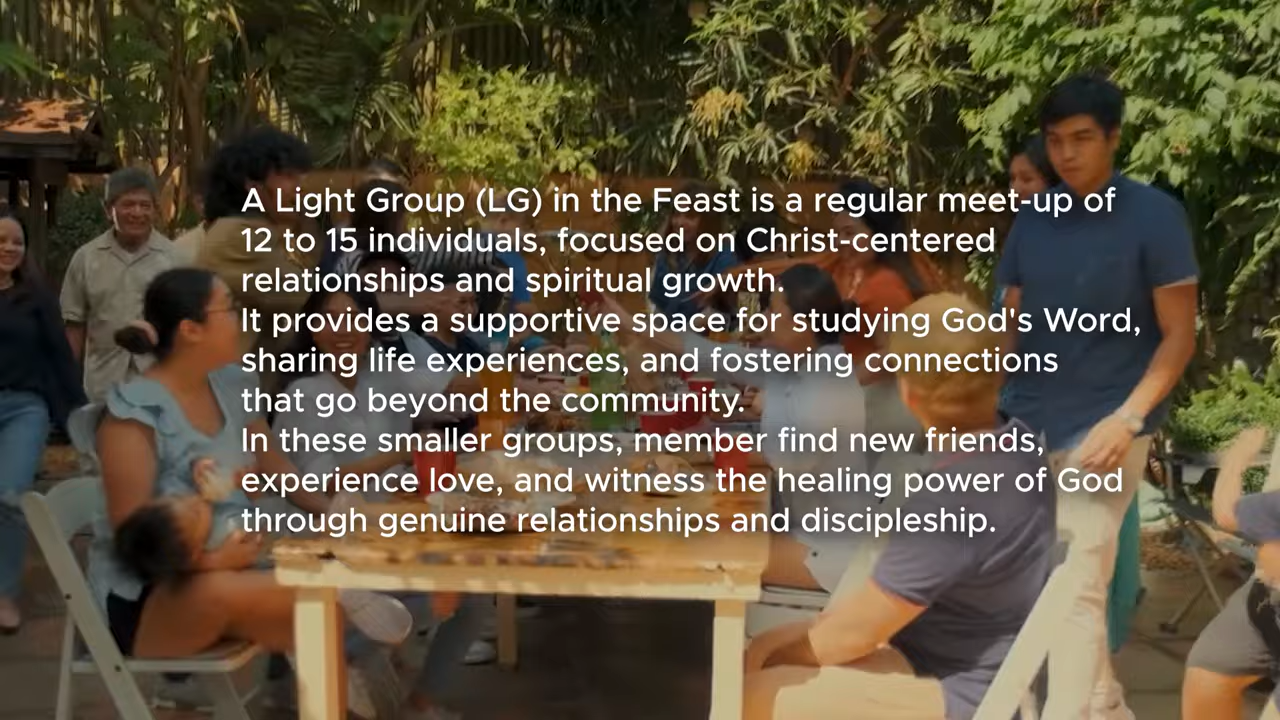 A Light Group (LG) in the Feast is a regular meet-up of
12 to 15 individuals, focused on Christ-centered
relationships and spiritual growth.
It provides a supportive space for studying God's Word,
sharing life experiences, and fostering connections
that go beyond the community.
In these smaller groups, member find new friends,
experience love, and witness the healing power of God
through genuine relationships and discipleship.